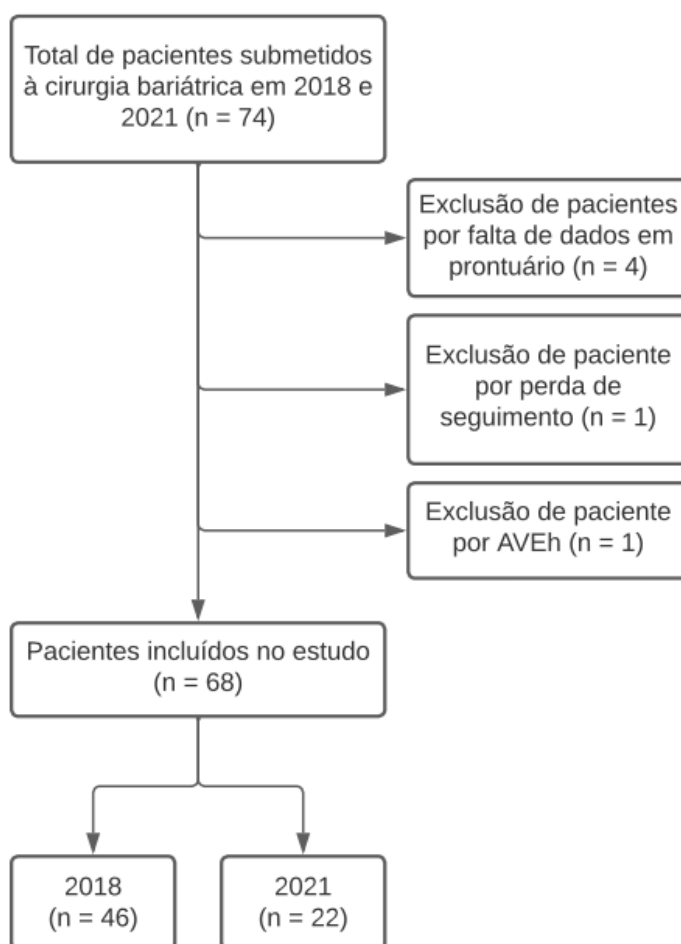 Total de pacientes submetidos
à cirurgia bariátrica em 2018 e
2021 (n = 74)
Exclusão de pacientes
por falta de dados em
prontuário (n = 4)
Exclusão de paciente
por perda de
seguimento (n = 1)
Exclusão de paciente
por AVEh (n = 1)
Pacientes incluídos no estudo
(n = 68)
2018
(n = 46)
2021
(n = 22)